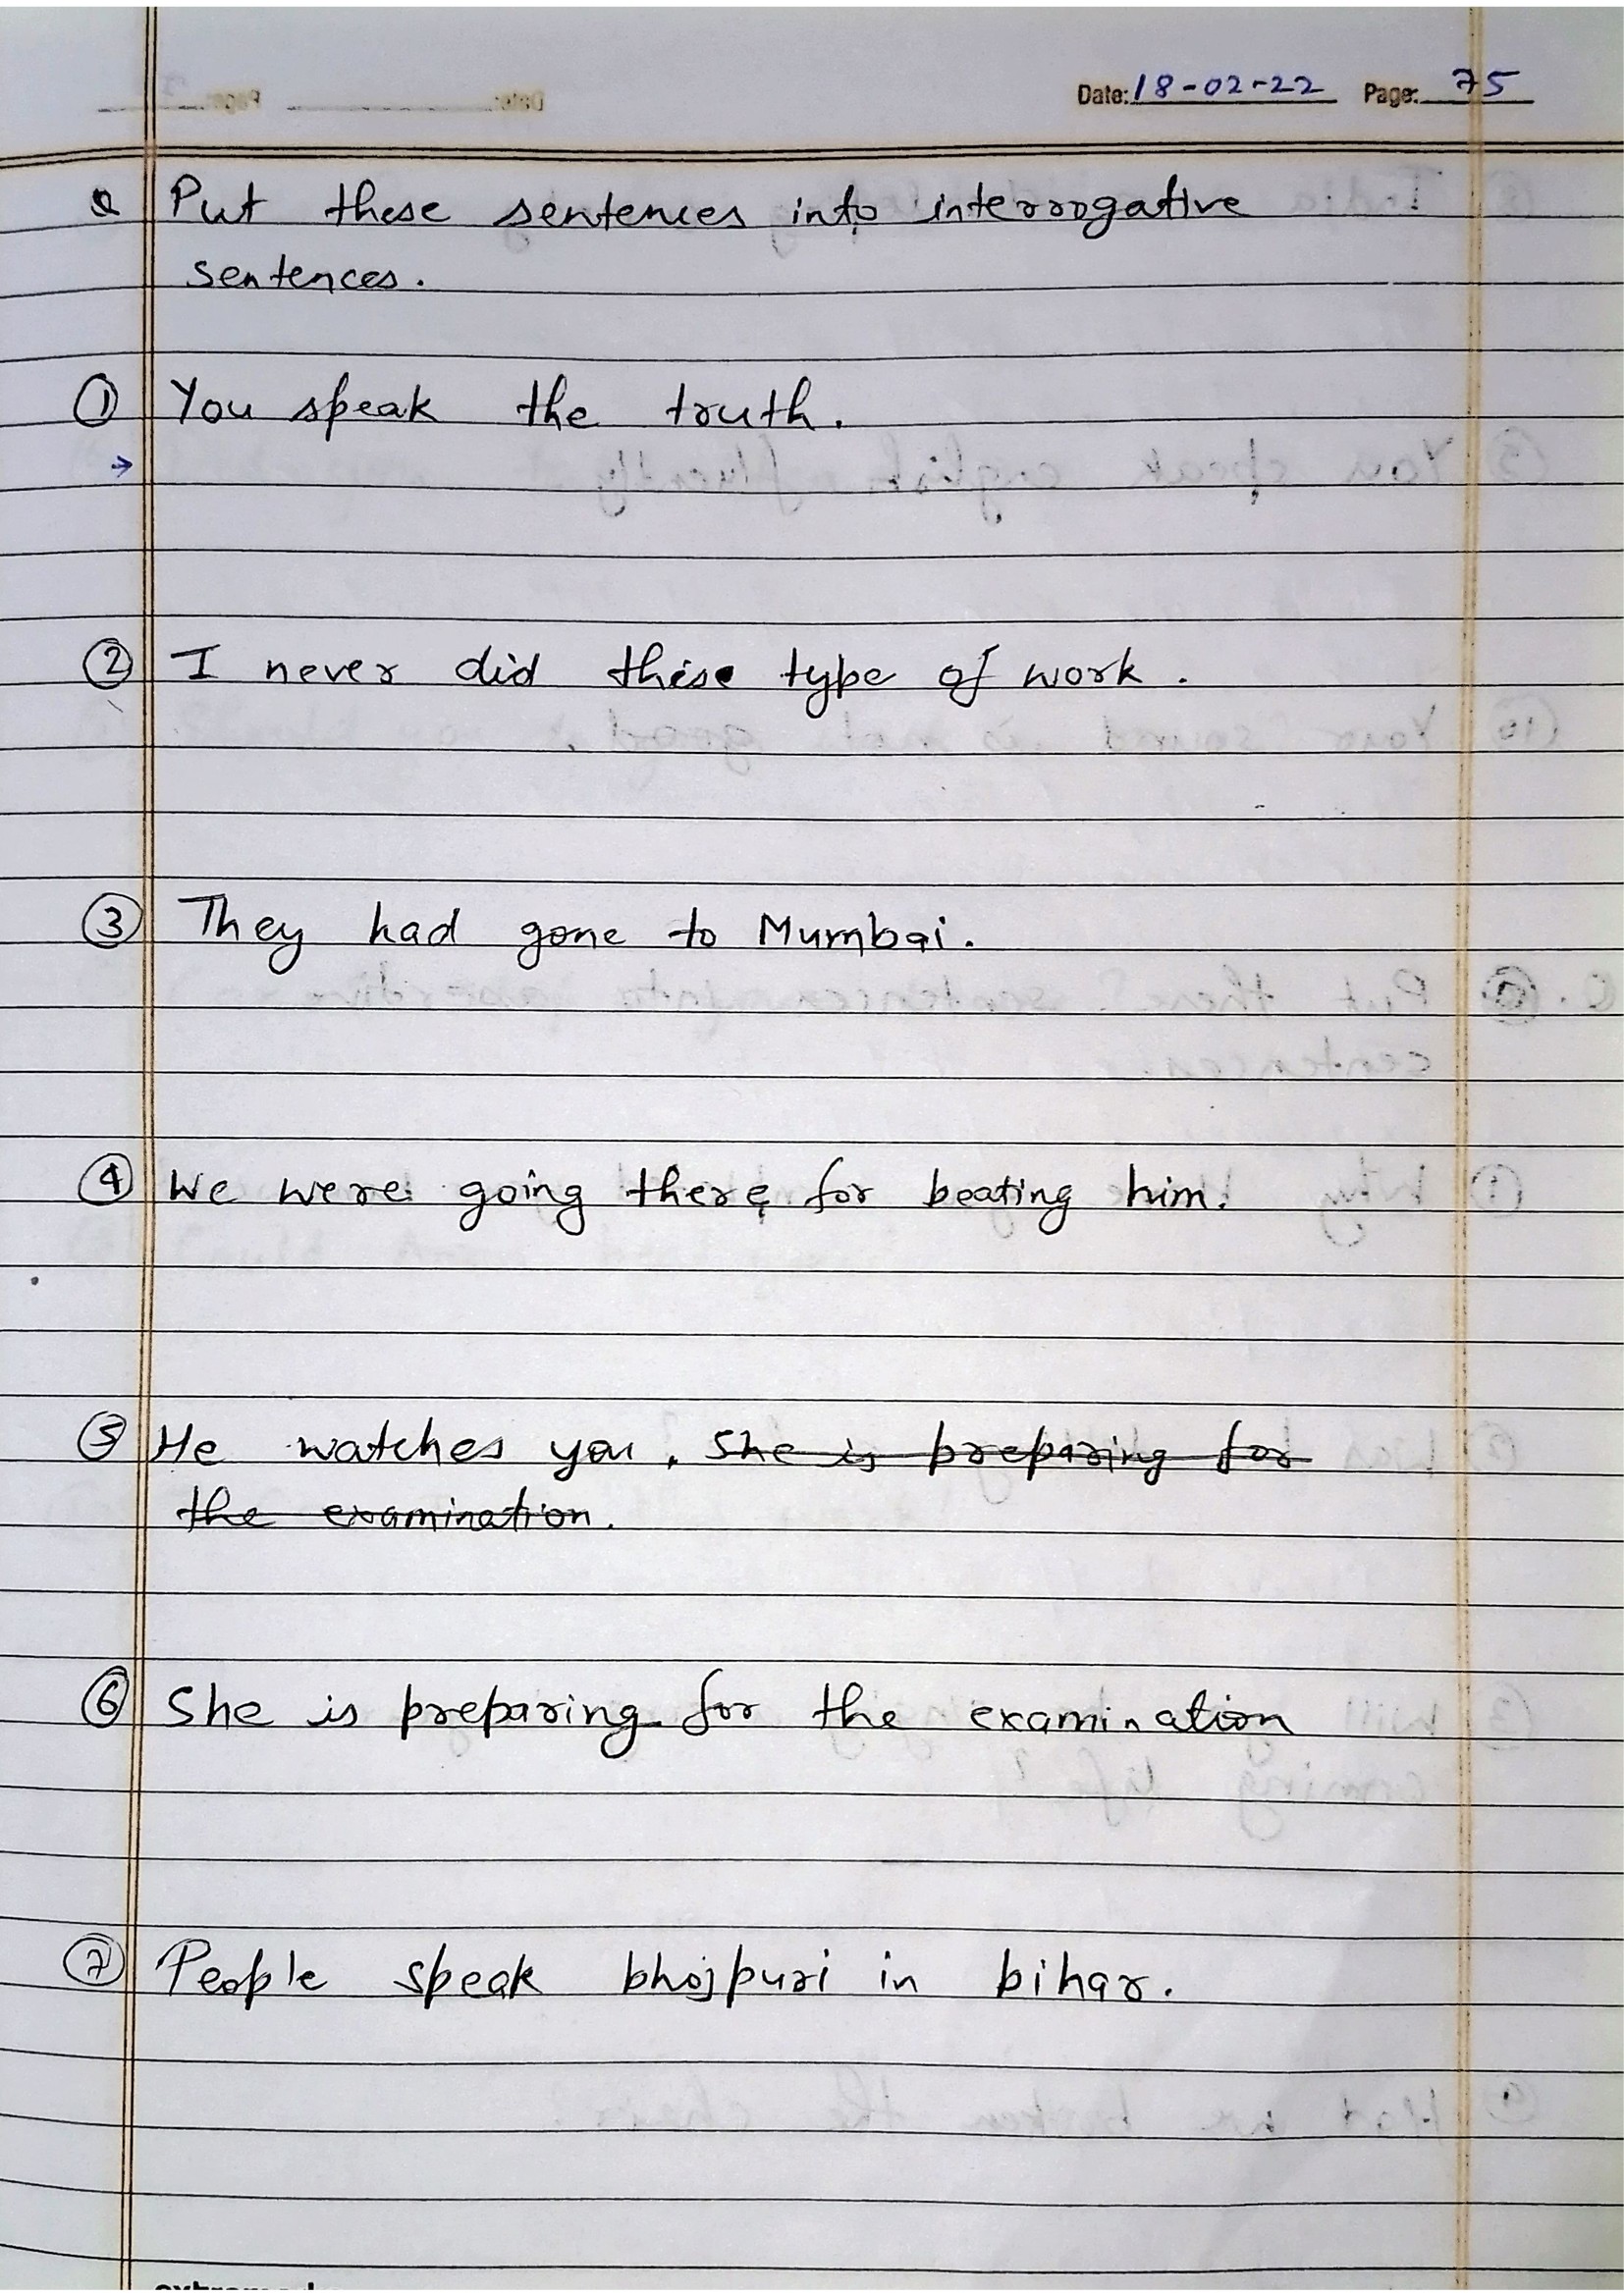 Date: 18-02-22 Page: 75
Q Put these sentences into interrogative
sentences.
① You speak the truth.
→
② I never did these type of work.
③ They had gone to Mumbai.
④ We were going there for beating him.
⑤ He watches you. She is preparing for
the examination.
⑥ She is preparing for the examination
⑦ People speak bhojpuri in bihar.